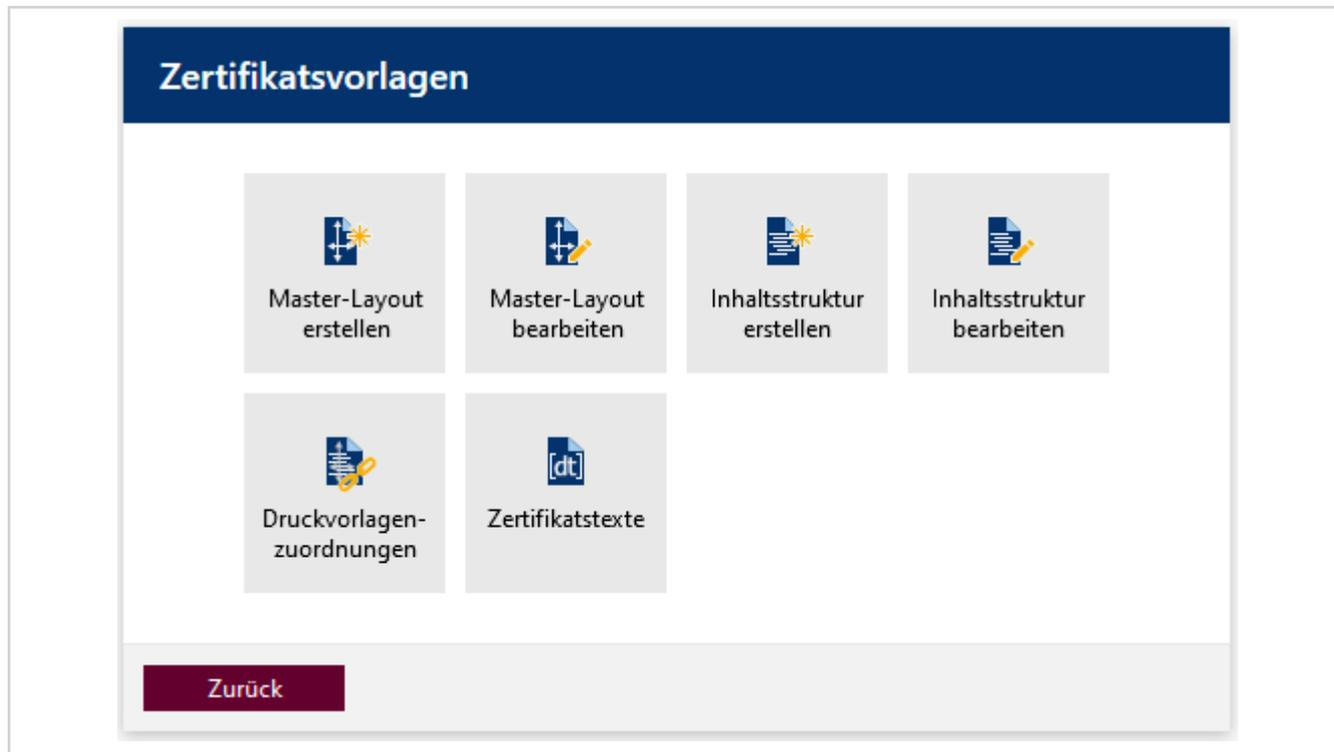 Zertifikatsvorlagen
Master-Layout
erstellen
Master-Layout
bearbeiten
Inhaltsstruktur
erstellen
Inhaltsstruktur
bearbeiten
Druckvorlagen-
zuordnungen
[dt]
Zertifikatstexte
Zurück